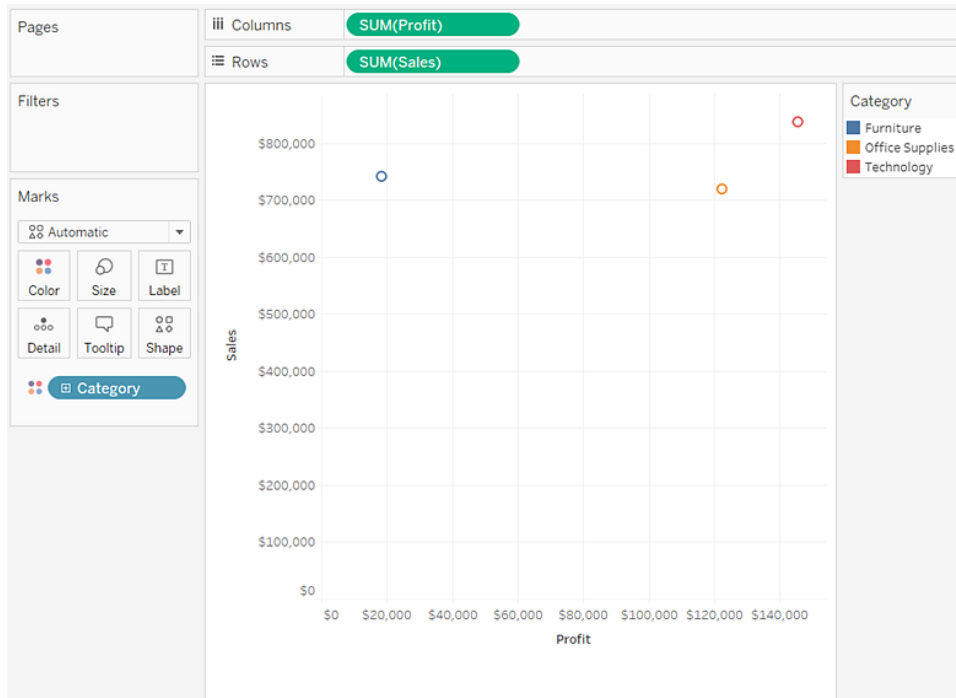 Pages
Columns
SUM(Profit)
Rows
SUM(Sales)
Filters
Marks
Automatic
Color
Size
Label
Detail
Tooltip
Shape
Category
$800,000
$700,000
$600,000
$500,000
$400,000
$300,000
$200,000
$100,000
$0
Sales
$0 $20,000 $40,000 $60,000 $80,000 $100,000 $120,000 $140,000
Profit
Category
Furniture
Office Supplies
Technology